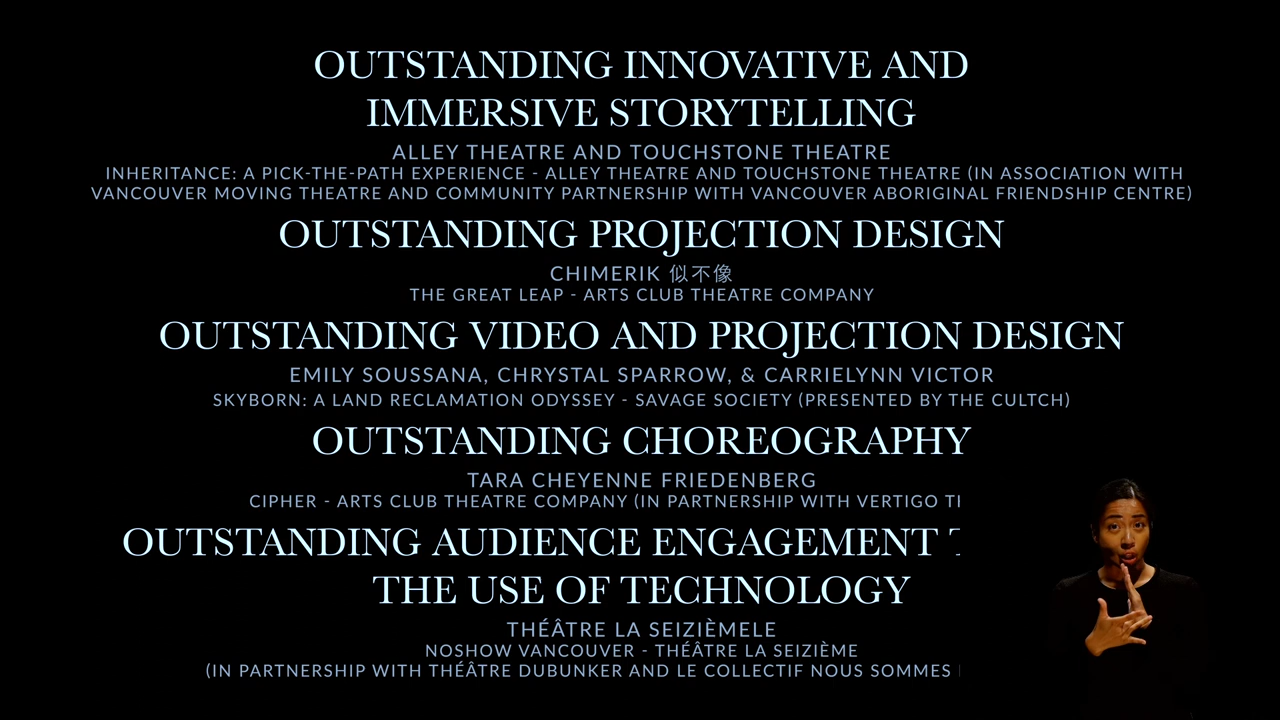 OUTSTANDING INNOVATIVE AND
IMMERSIVE STORYTELLING
ALLEY THEATRE AND TOUCHSTONE THEATRE
INHERITANCE: A PICK-THE-PATH EXPERIENCE - ALLEY THEATRE AND TOUCHSTONE THEATRE (IN ASSOCIATION WITH
VANCOUVER MOVING THEATRE AND COMMUNITY PARTNERSHIP WITH VANCOUVER ABORIGINAL FRIENDSHIP CENTRE)
OUTSTANDING PROJECTION DESIGN
CHIMERIK 似不像
THE GREAT LEAP - ARTS CLUB THEATRE COMPANY
OUTSTANDING VIDEO AND PROJECTION DESIGN
EMILY SOUSSANA, CHRYSTAL SPARROW, & CARRIELYNN VICTOR
SKYBORN: A LAND RECLAMATION ODYSSEY - SAVAGE SOCIETY (PRESENTED BY THE CULTCH)
OUTSTANDING CHOREOGRAPHY
TARA CHEYENNE FRIEDENBERG
CIPHER - ARTS CLUB THEATRE COMPANY (IN PARTNERSHIP WITH VERTIGO
OUTSTANDING AUDIENCE ENGAGEMENT
THE USE OF TECHNOLOGY
THÉÂTRE LA SEIZIÈMELE
NOSHOW VANCOUVER - THÉÂTRE LA SEIZIÈME
(IN PARTNERSHIP WITH THÉÂTRE DUBUNKER AND LE COLLECTIF NOUS SOMMES